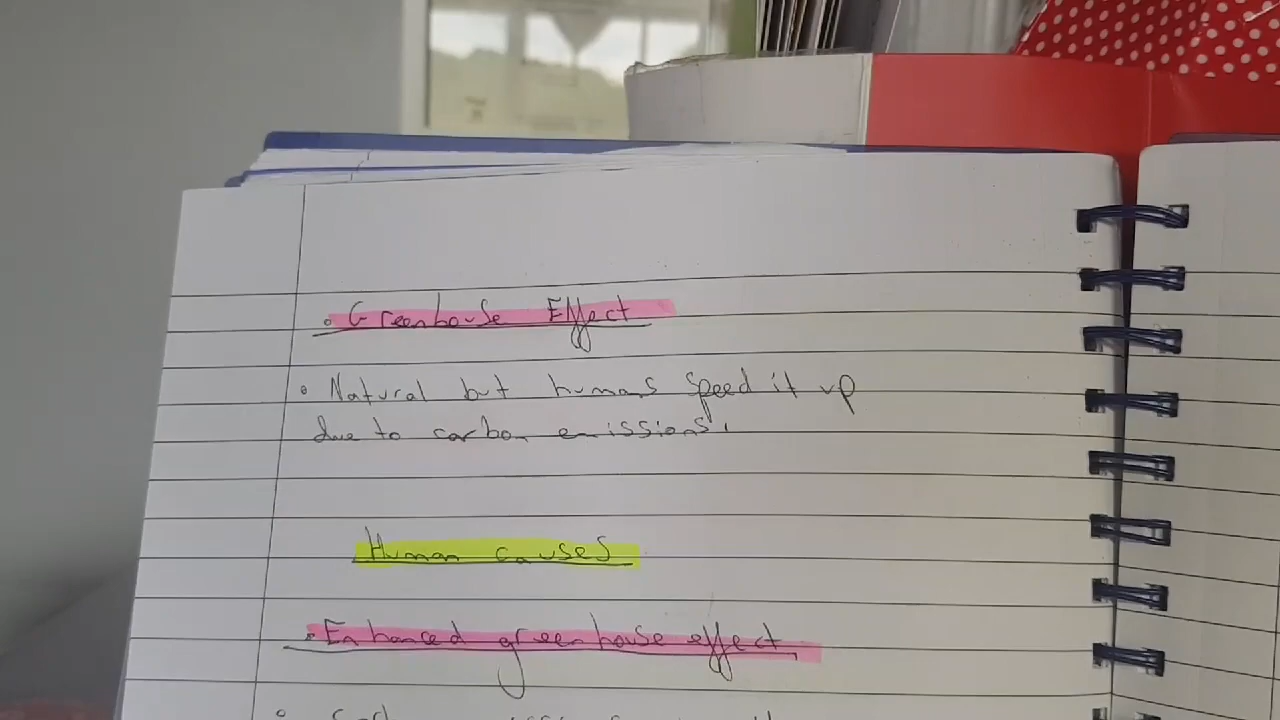 • Greenhouse Effect
• Natural but humans speed it up
due to carbon emissions.
Human causes
• Enhanced greenhouse effect